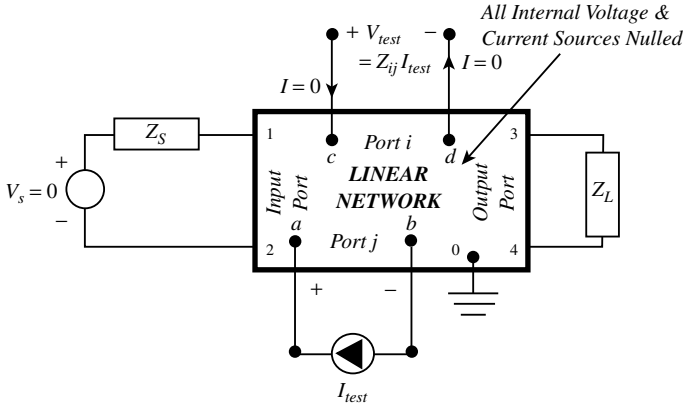 All Internal Voltage &
Current Sources Nulled
+ V_test −
= Z_ij I_test
I = 0
I = 0
Z_S
1
Port i
3
c
d
+
V_s = 0
−
LINEAR
NETWORK
Input
Port
Output
Port
Z_L
a
b
2
Port j
0
4
+
−
I_test